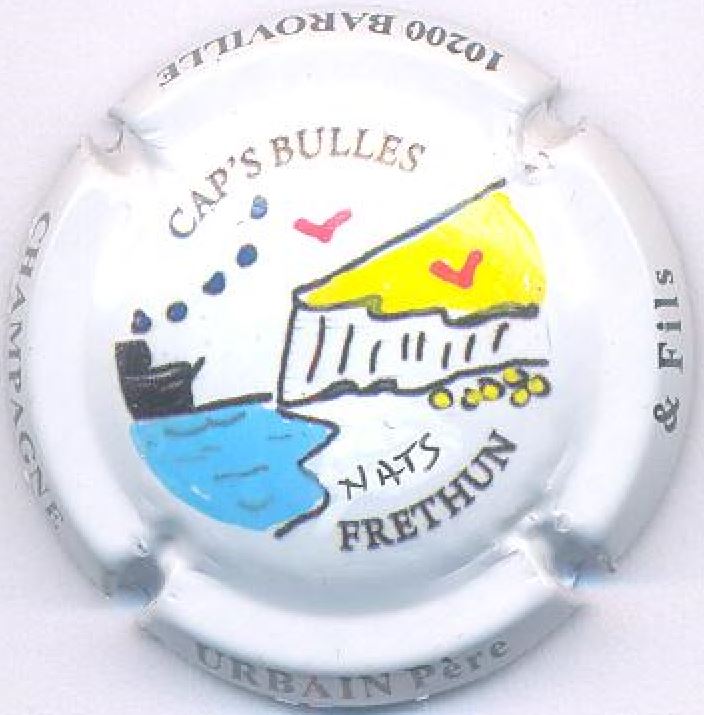 CAP'S BULLES
NATS
FRETHUN
CHAMPAGNE
URBAIN Père
& Fils
10200 BAROVILLE